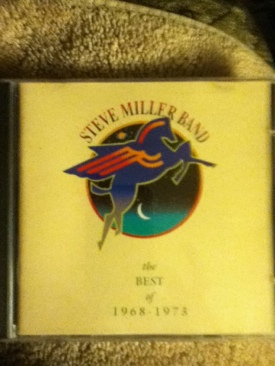 STEVE MILLER BAND
the
BEST
of
1968-1973